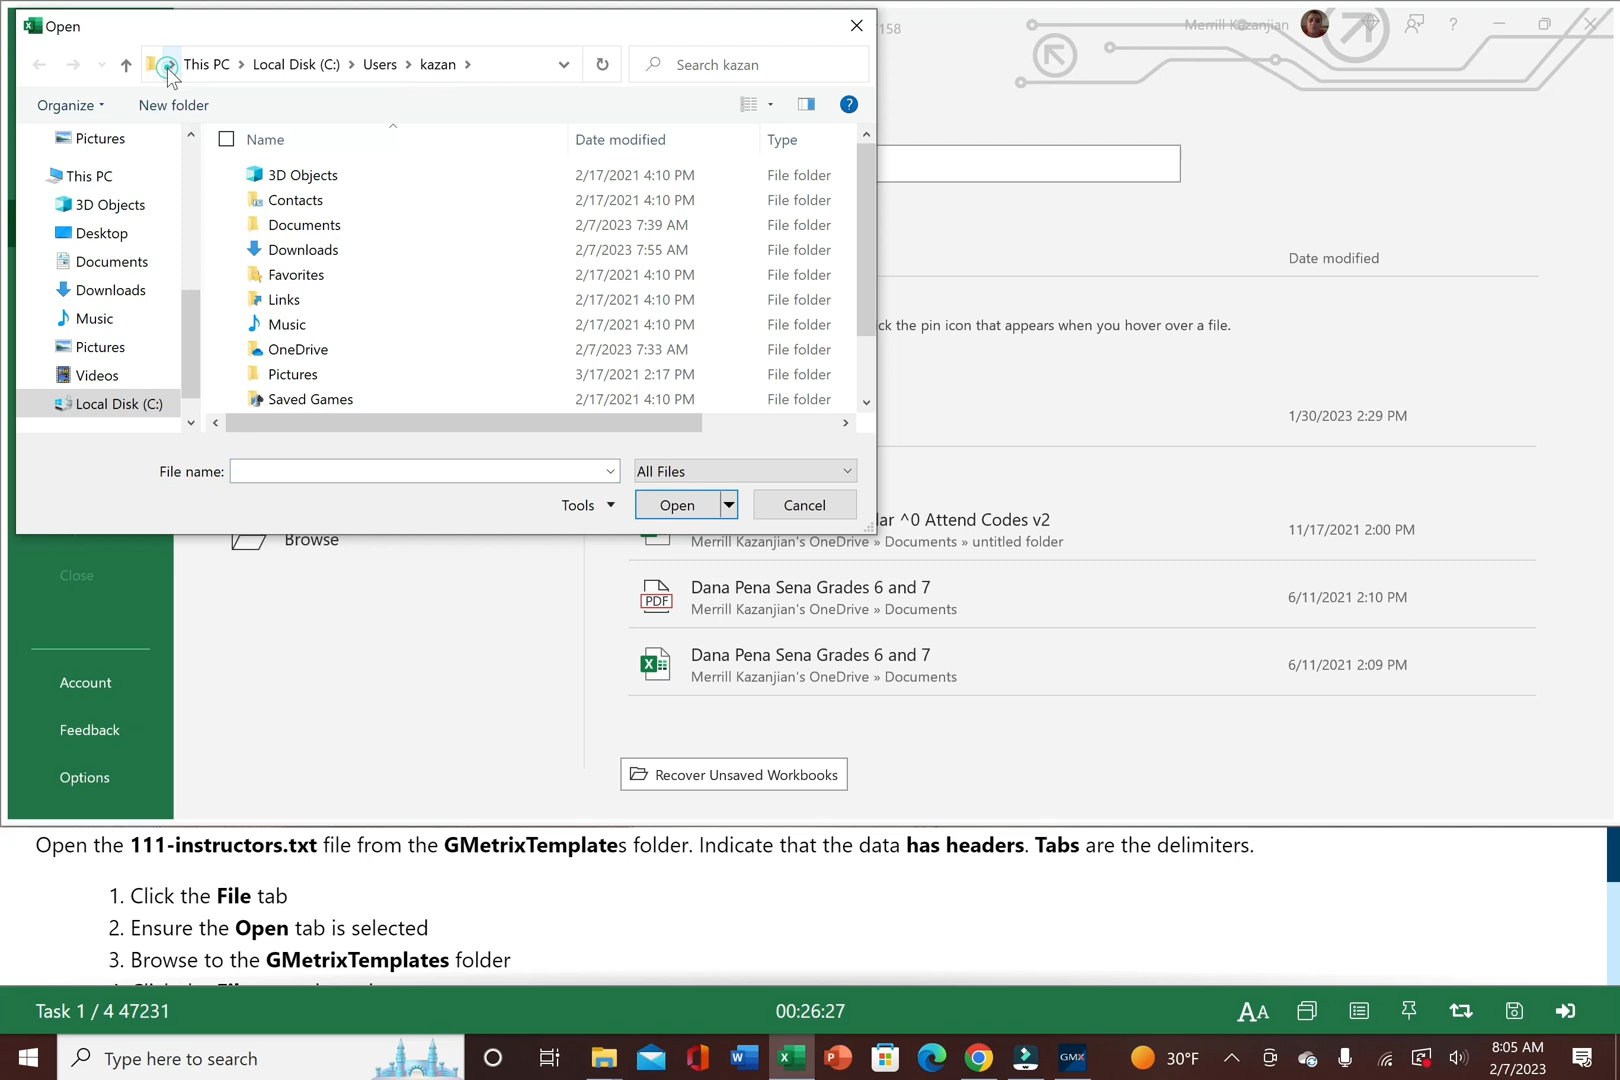 Open
158
Merrill Kazanjian
?
This PC > Local Disk (C:) > Users > kazan >
Search kazan
Organize
New folder
?
Pictures
This PC
3D Objects
Desktop
Documents
Downloads
Music
Pictures
Videos
Local Disk (C:)
Name Date modified Type
3D Objects 2/17/2021 4:10 PM File folder
Contacts 2/17/2021 4:10 PM File folder
Documents 2/7/2023 7:39 AM File folder
Downloads 2/7/2023 7:55 AM File folder
Favorites 2/17/2021 4:10 PM File folder
Links 2/17/2021 4:10 PM File folder
Music 2/17/2021 4:10 PM File folder
OneDrive 2/7/2023 7:33 AM File folder
Pictures 3/17/2021 2:17 PM File folder
Saved Games 2/17/2021 4:10 PM File folder
File name:
All Files
Tools
Open
Cancel
Date modified
ck the pin icon that appears when you hover over a file.
1/30/2023 2:29 PM
lar ^0 Attend Codes v2
Merrill Kazanjian's OneDrive » Documents » untitled folder
11/17/2021 2:00 PM
Browse
Close
PDF
Dana Pena Sena Grades 6 and 7
Merrill Kazanjian's OneDrive » Documents
6/11/2021 2:10 PM
Dana Pena Sena Grades 6 and 7
Merrill Kazanjian's OneDrive » Documents
6/11/2021 2:09 PM
Account
Feedback
Options
Recover Unsaved Workbooks
Open the 111-instructors.txt file from the GMetrixTemplates folder. Indicate that the data has headers. Tabs are the delimiters.
1. Click the File tab
2. Ensure the Open tab is selected
3. Browse to the GMetrixTemplates folder
Task 1 / 4 47231
00:26:27
AA
Type here to search
GMX
30°F
8:05 AM
2/7/2023